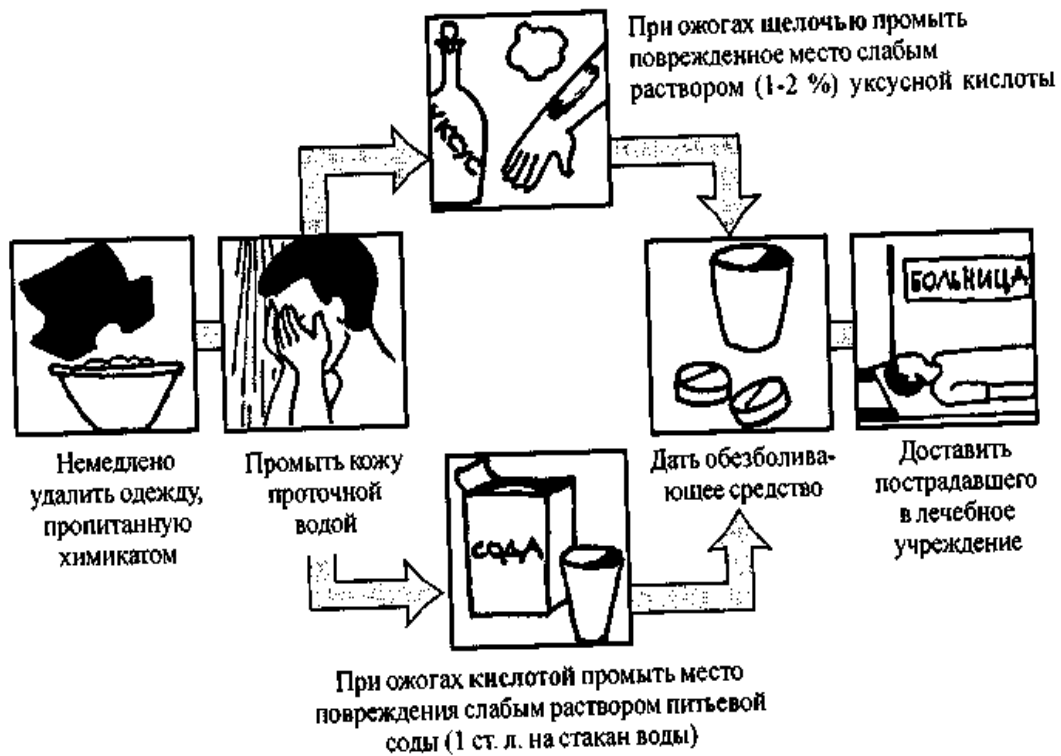 При ожогах щелочью промыть
поврежденное место слабым
раствором (1-2 %) уксусной кислоты
УКСУС
БОЛЬНИЦА
Немедлено
удалить одежду,
пропитанную
химикатом
Промыть кожу
проточной
водой
Дать обезболива-
ющее средство
Доставить
пострадавшего
в лечебное
учреждение
СОДА
При ожогах кислотой промыть место
повреждения слабым раствором питьевой
соды (1 ст. л. на стакан воды)